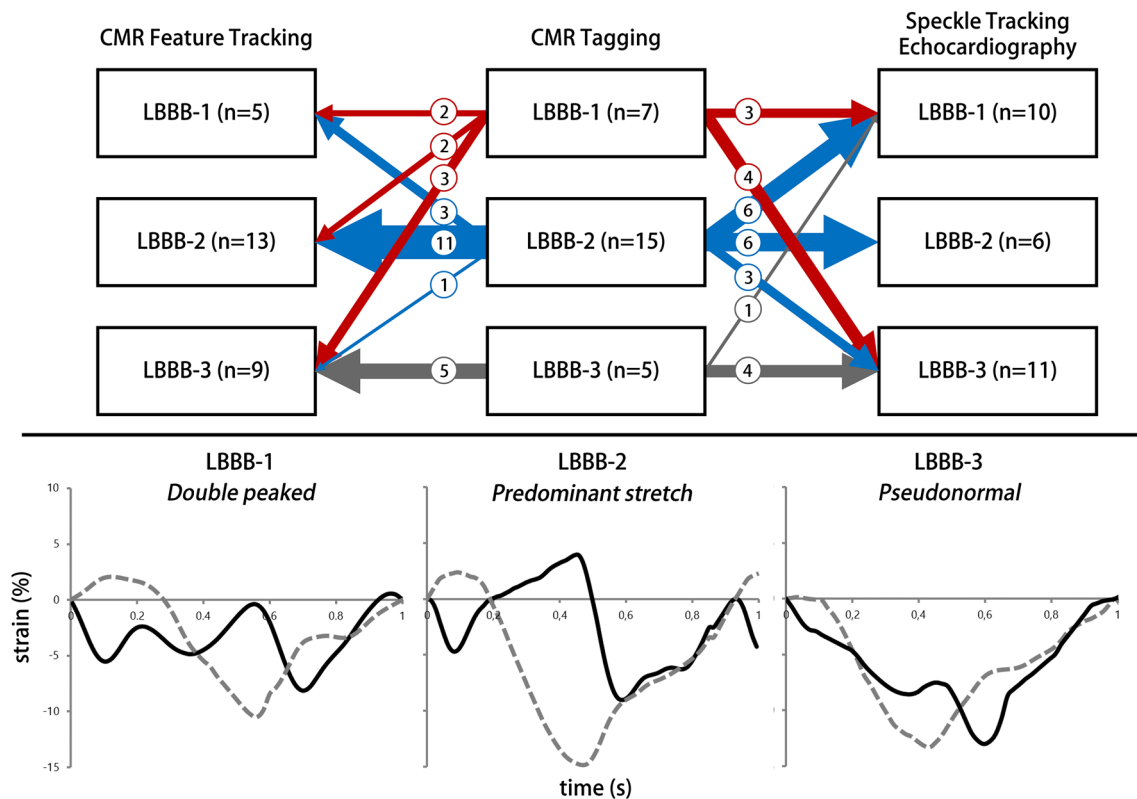 CMR Feature Tracking
CMR Tagging
Speckle Tracking
Echocardiography
LBBB-1 (n=5)
LBBB-1 (n=7)
LBBB-1 (n=10)
2
3
2
3
4
3
6
LBBB-2 (n=13)
11
LBBB-2 (n=15)
6
LBBB-2 (n=6)
1
3
1
LBBB-3 (n=9)
5
LBBB-3 (n=5)
4
LBBB-3 (n=11)
LBBB-1
LBBB-2
LBBB-3
Double peaked
Predominant stretch
Pseudonormal
strain (%)
10
5
0
-5
-10
-15
0,2 0,4 0,6 0,8 1
0,2 0,4 0,6 0,8 1
0,2 0,4 0,6 0,8 1
time (s)